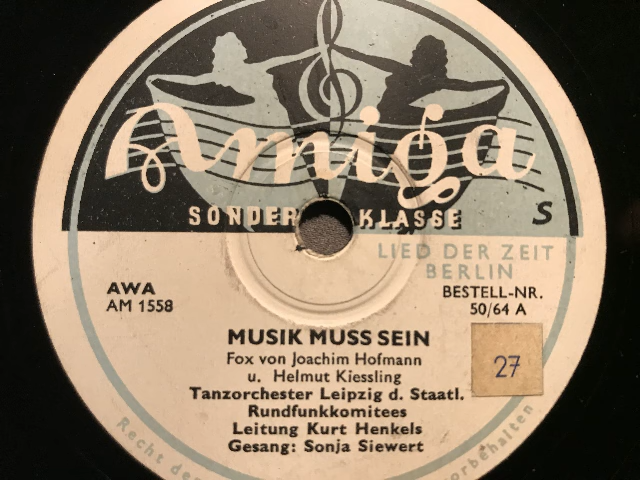 Amiga
SONDER KLASSE
S
LIED DER ZEIT
BERLIN
AWA
AM 1558
BESTELL-NR.
50/64 A
MUSIK MUSS SEIN
Fox von Joachim Hofmann
u. Helmut Kiessling
27
Tanzorchester Leipzig d. Staatl.
Rundfunkkomitees
Leitung Kurt Henkels
Gesang: Sonja Siewert
Recht der
vorbehalten